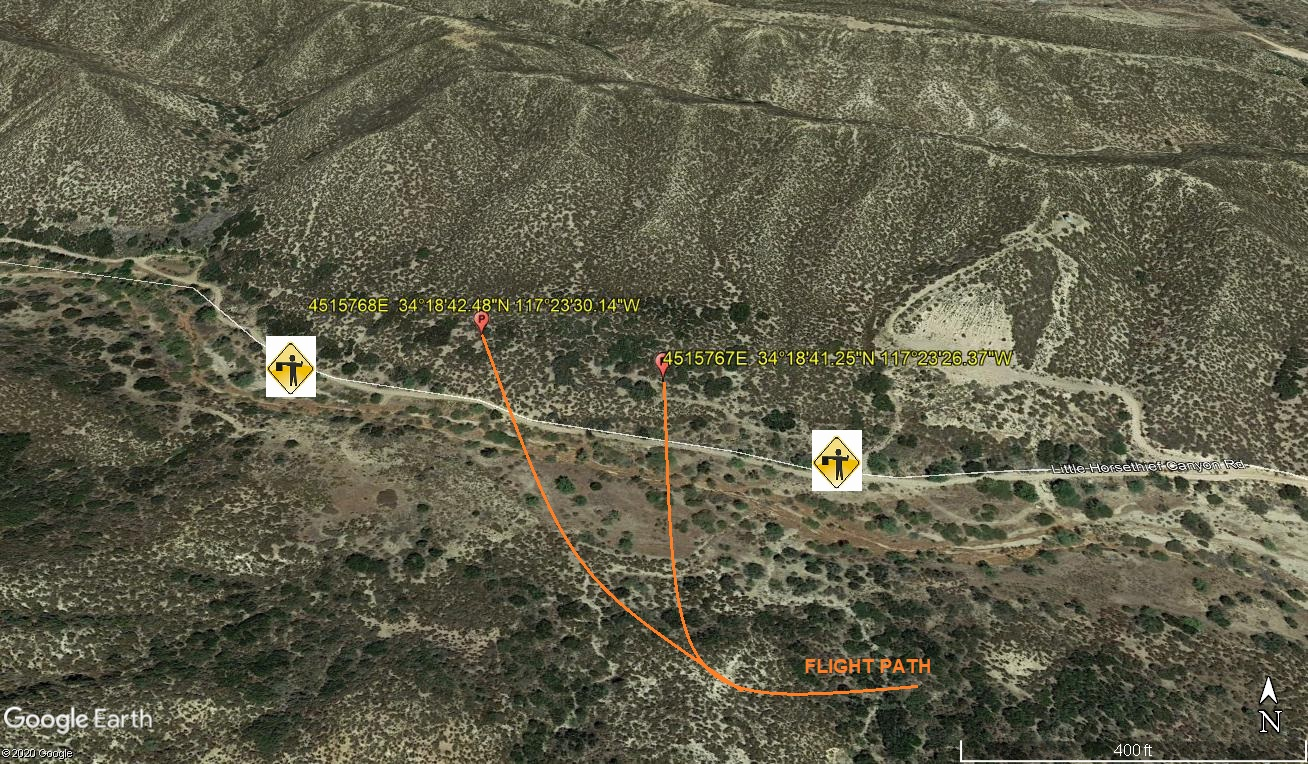 4515768E 34°18'42.48"N 117°23'30.14"W
P
4515767E 34°18'41.25"N 117°23'26.37"W
Little Horsethief Canyon Rd
FLIGHT PATH
N
Google Earth
©2020 Google
400 ft